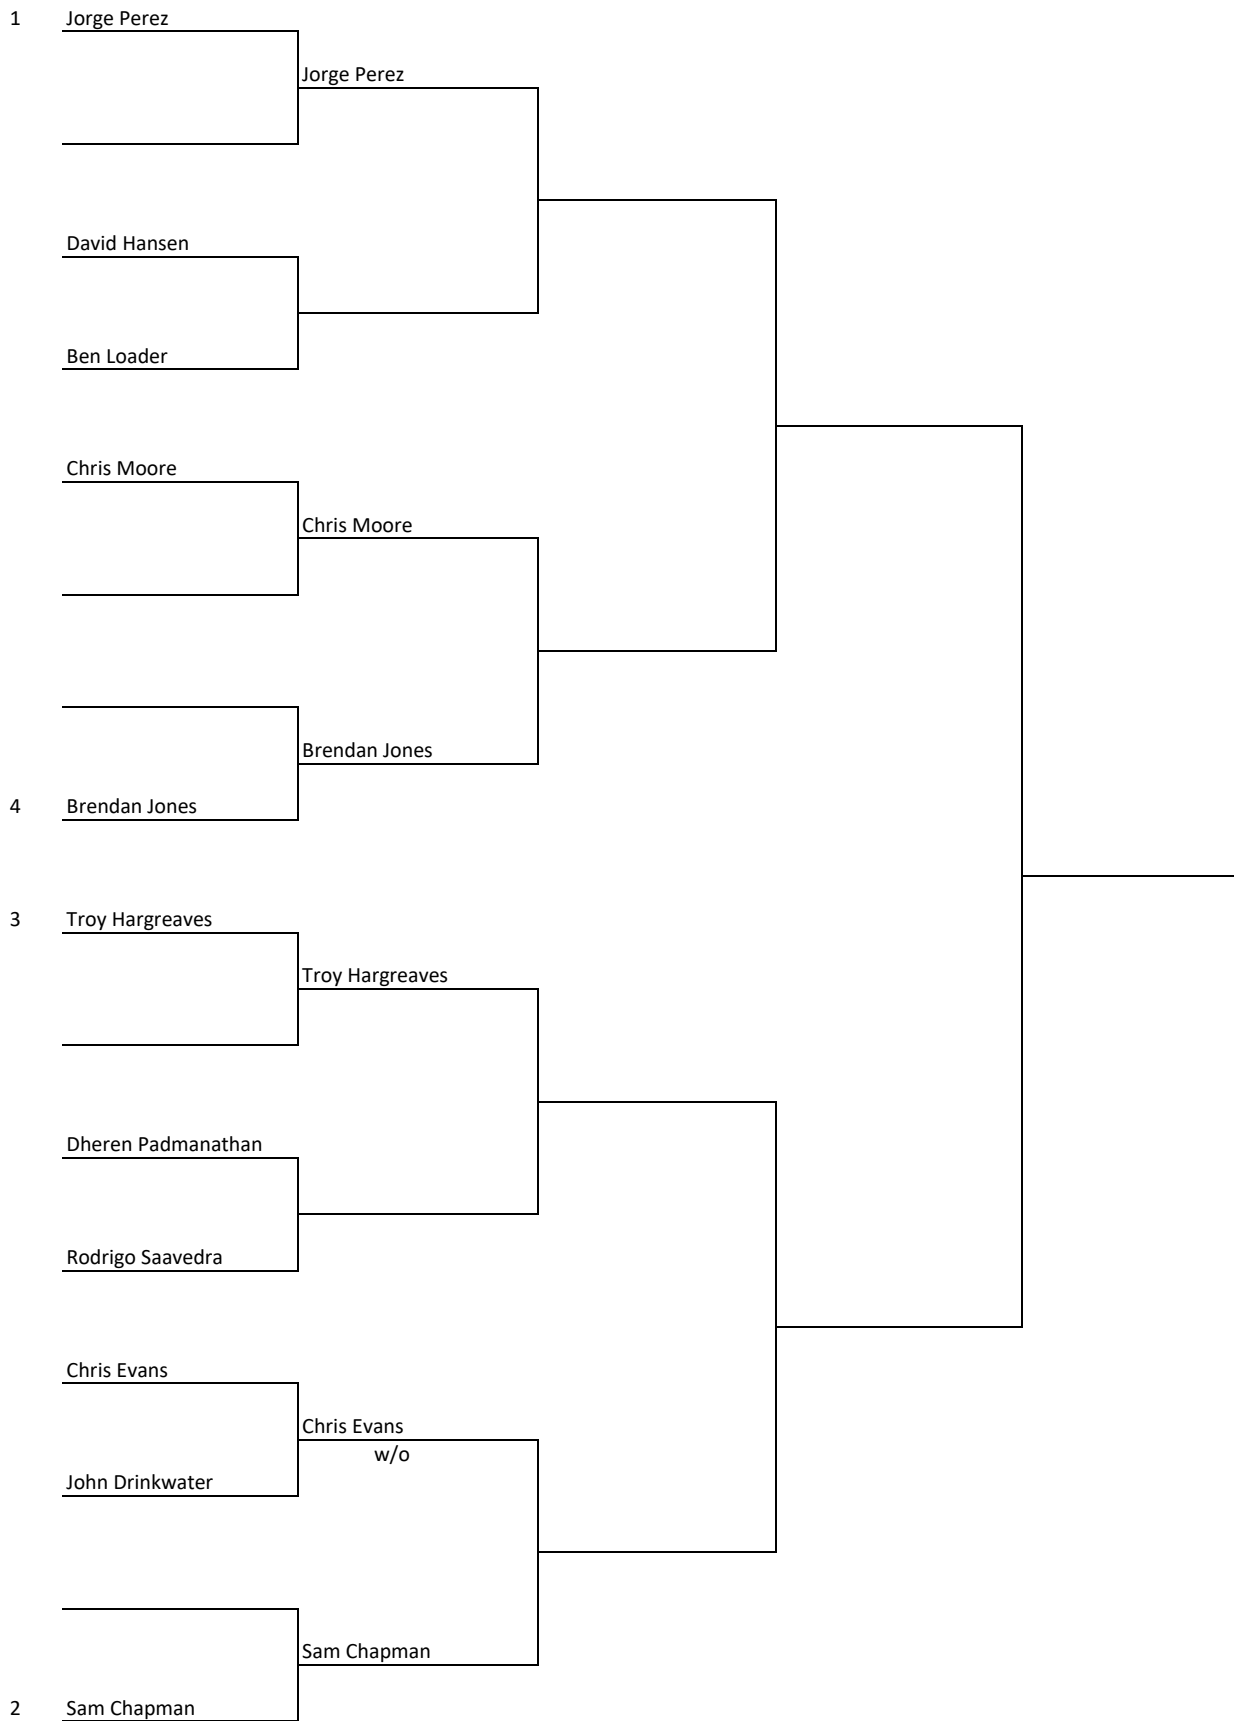 1 Jorge Perez
Jorge Perez
David Hansen
Ben Loader
Chris Moore
Chris Moore
Brendan Jones
4 Brendan Jones
3 Troy Hargreaves
Troy Hargreaves
Dheren Padmanathan
Rodrigo Saavedra
Chris Evans
Chris Evans
w/o
John Drinkwater
Sam Chapman
2 Sam Chapman